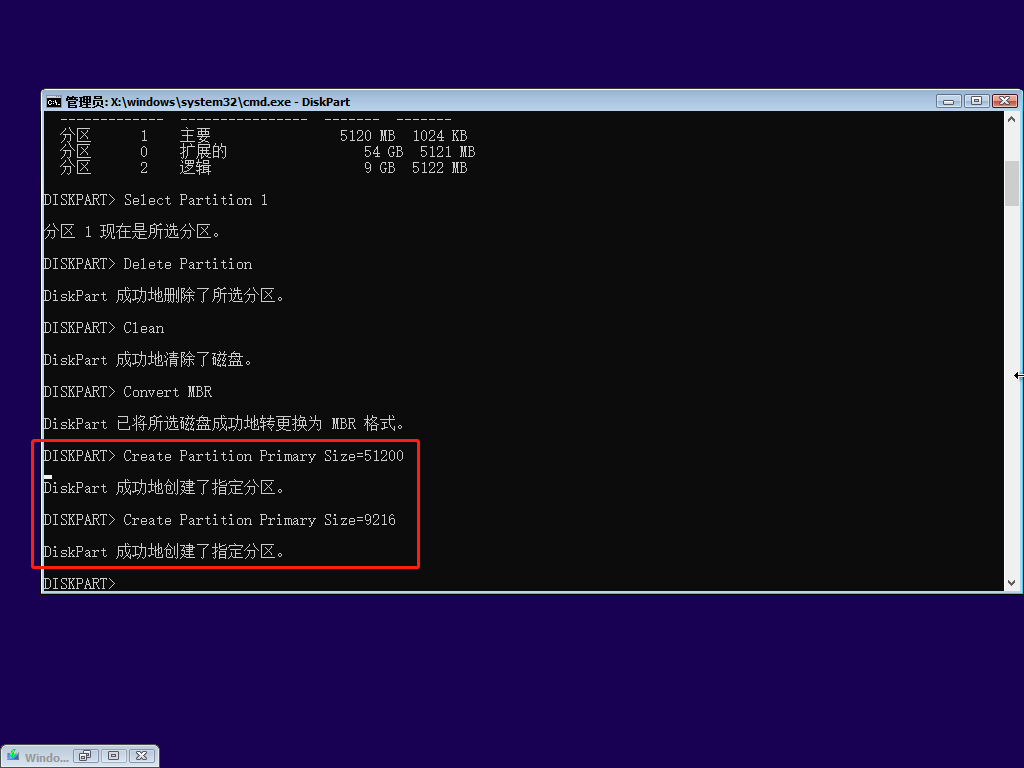 管理员: X:\windows\system32\cmd.exe - DiskPart
------------- ---------------- ------- -------
分区 1 主要 5120 MB 1024 KB
分区 0 扩展的 54 GB 5121 MB
分区 2 逻辑 9 GB 5122 MB
DISKPART> Select Partition 1
分区 1 现在是所选分区。
DISKPART> Delete Partition
DiskPart 成功地删除了所选分区。
DISKPART> Clean
DiskPart 成功地清除了磁盘。
DISKPART> Convert MBR
DiskPart 已将所选磁盘成功地转更换为 MBR 格式。
DISKPART> Create Partition Primary Size=51200
DiskPart 成功地创建了指定分区。
DISKPART> Create Partition Primary Size=9216
DiskPart 成功地创建了指定分区。
DISKPART>
Windo...